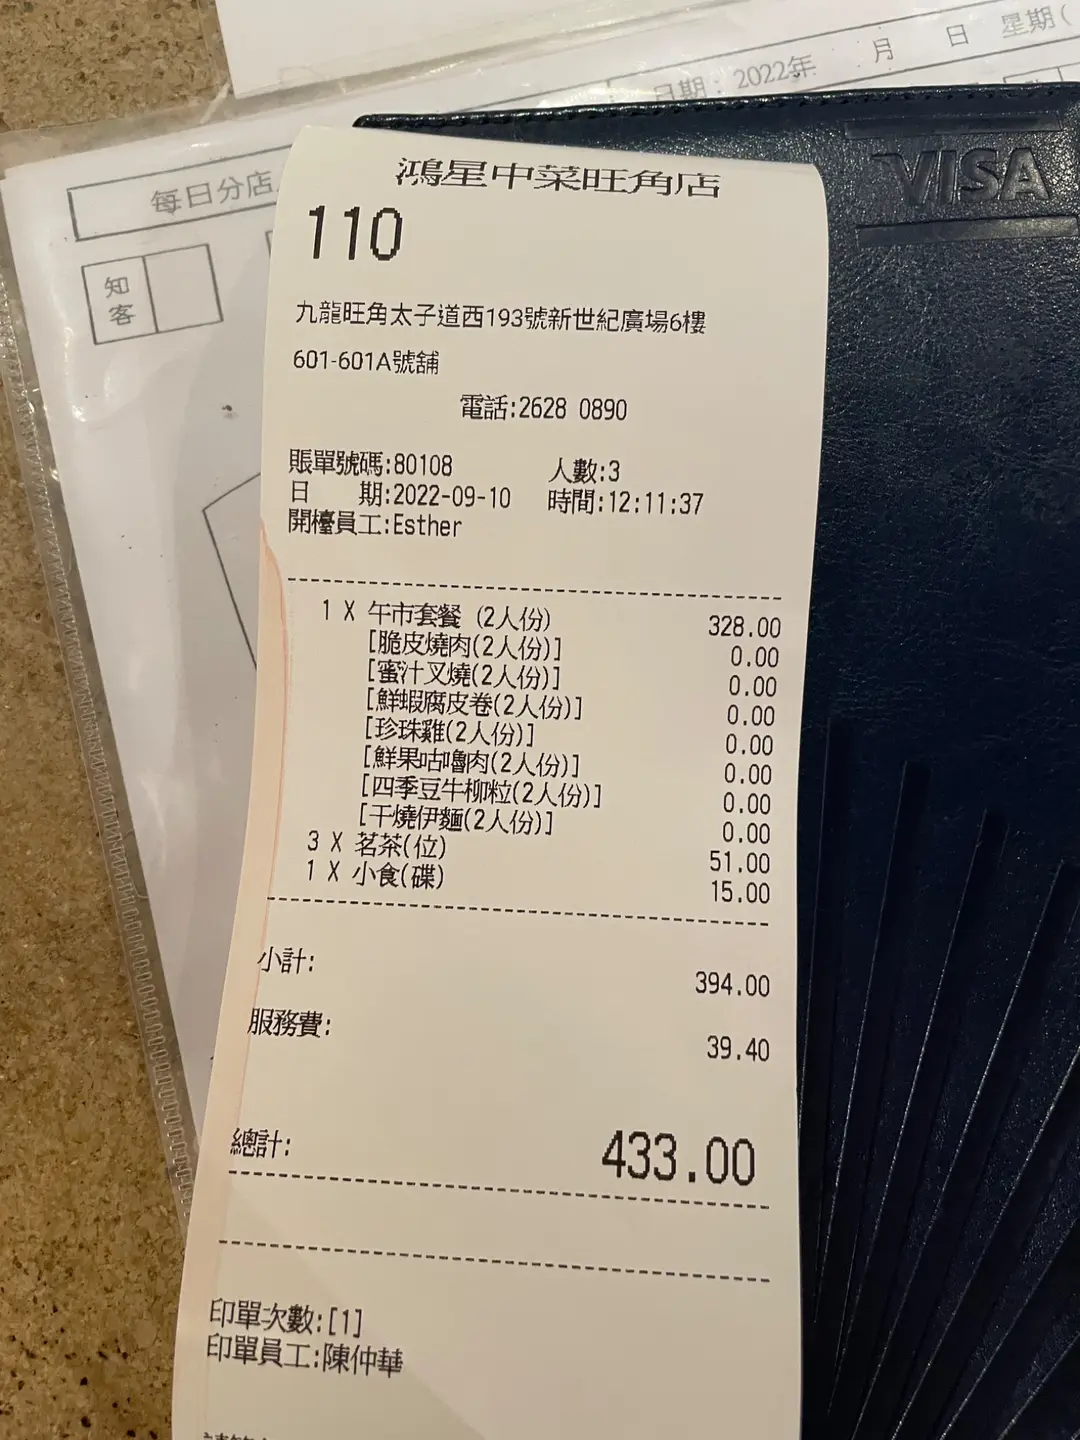 日期：2022年 月 日 星期(
每日分店
知客
VISA
鴻星中菜旺角店
110
九龍旺角太子道西193號新世紀廣場6樓
601-601A號舖
電話:2628 0890
賬單號碼:80108 人數:3
日 期:2022-09-10 時間:12:11:37
開檯員工:Esther
1 X 午市套餐 (2人份) 328.00
[脆皮燒肉(2人份)] 0.00
[蜜汁叉燒(2人份)] 0.00
[鮮蝦腐皮卷(2人份)] 0.00
[珍珠雞(2人份)] 0.00
[鮮果咕嚕肉(2人份)] 0.00
[四季豆牛柳粒(2人份)] 0.00
[干燒伊麵(2人份)] 0.00
3 X 茗茶(位) 51.00
1 X 小食(碟) 15.00
小計: 394.00
服務費: 39.40
總計: 433.00
印單次數:[1]
印單員工:陳仲華